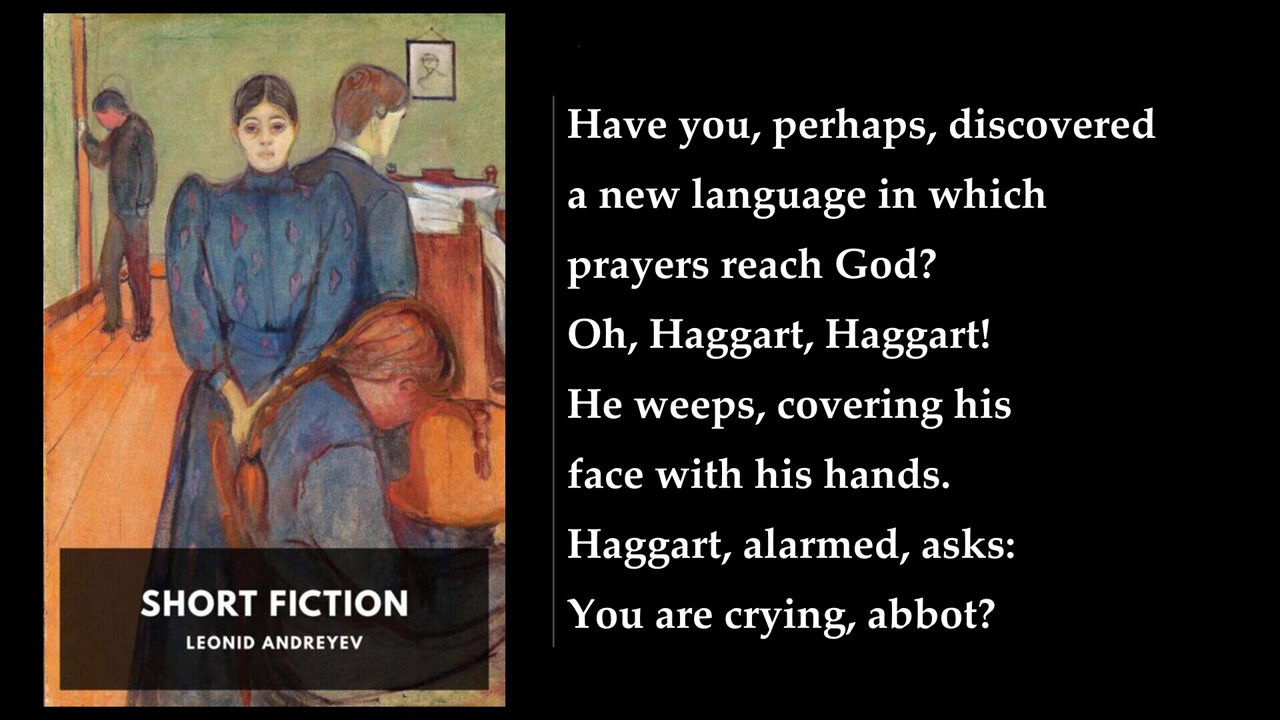 SHORT FICTION
LEONID ANDREYEV
Have you, perhaps, discovered
a new language in which
prayers reach God?
Oh, Haggart, Haggart!
He weeps, covering his
face with his hands.
Haggart, alarmed, asks:
You are crying, abbot?